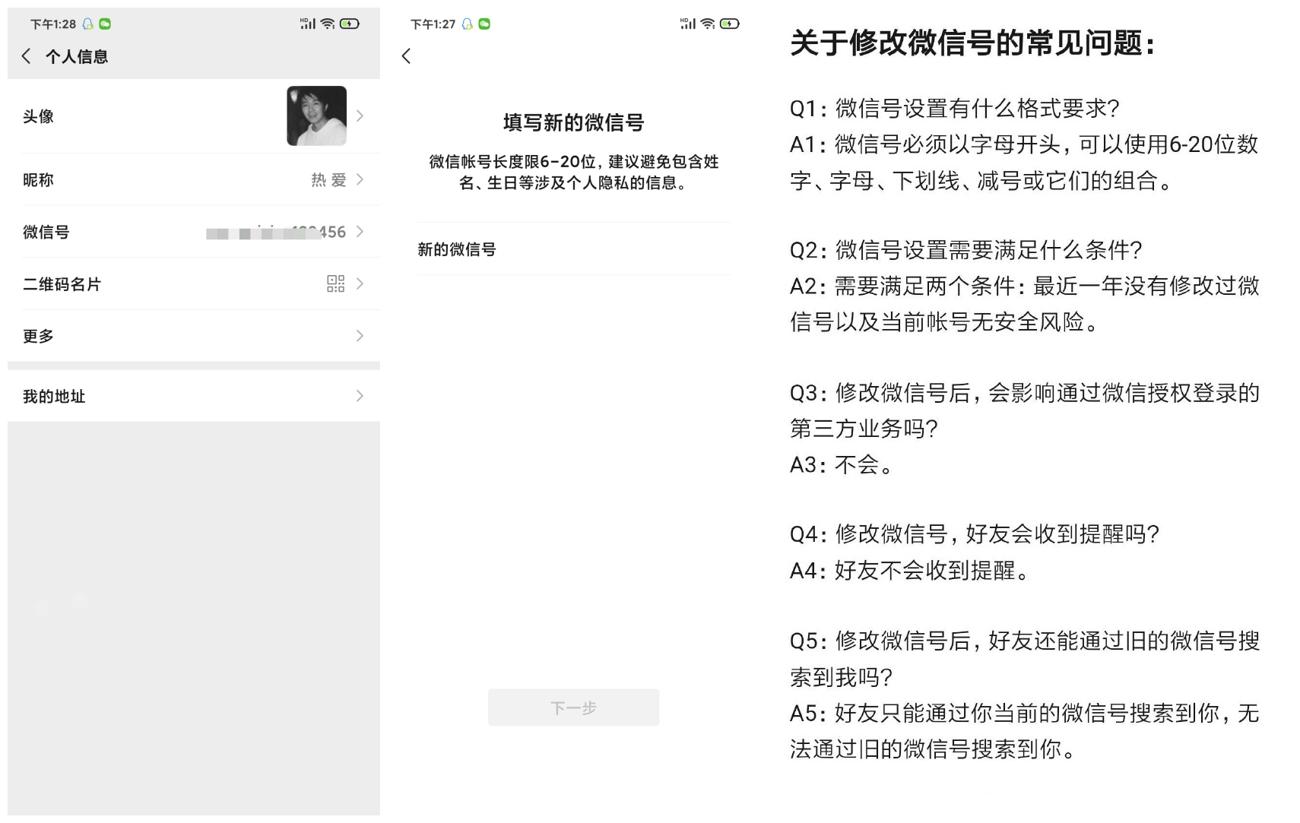 下午1:28
个人信息
头像
昵称 热 爱
微信号 456
二维码名片
更多
我的地址
下午1:27
填写新的微信号
微信帐号长度限6-20位，建议避免包含姓
名、生日等涉及个人隐私的信息。
新的微信号
下一步
关于修改微信号的常见问题：
Q1：微信号设置有什么格式要求？
A1：微信号必须以字母开头，可以使用6-20位数
字、字母、下划线、减号或它们的组合。
Q2：微信号设置需要满足什么条件？
A2：需要满足两个条件：最近一年没有修改过微
信号以及当前帐号无安全风险。
Q3：修改微信号后，会影响通过微信授权登录的
第三方业务吗？
A3：不会。
Q4：修改微信号，好友会收到提醒吗？
A4：好友不会收到提醒。
Q5：修改微信号后，好友还能通过旧的微信号搜
索到我吗？
A5：好友只能通过你当前的微信号搜索到你，无
法通过旧的微信号搜索到你。